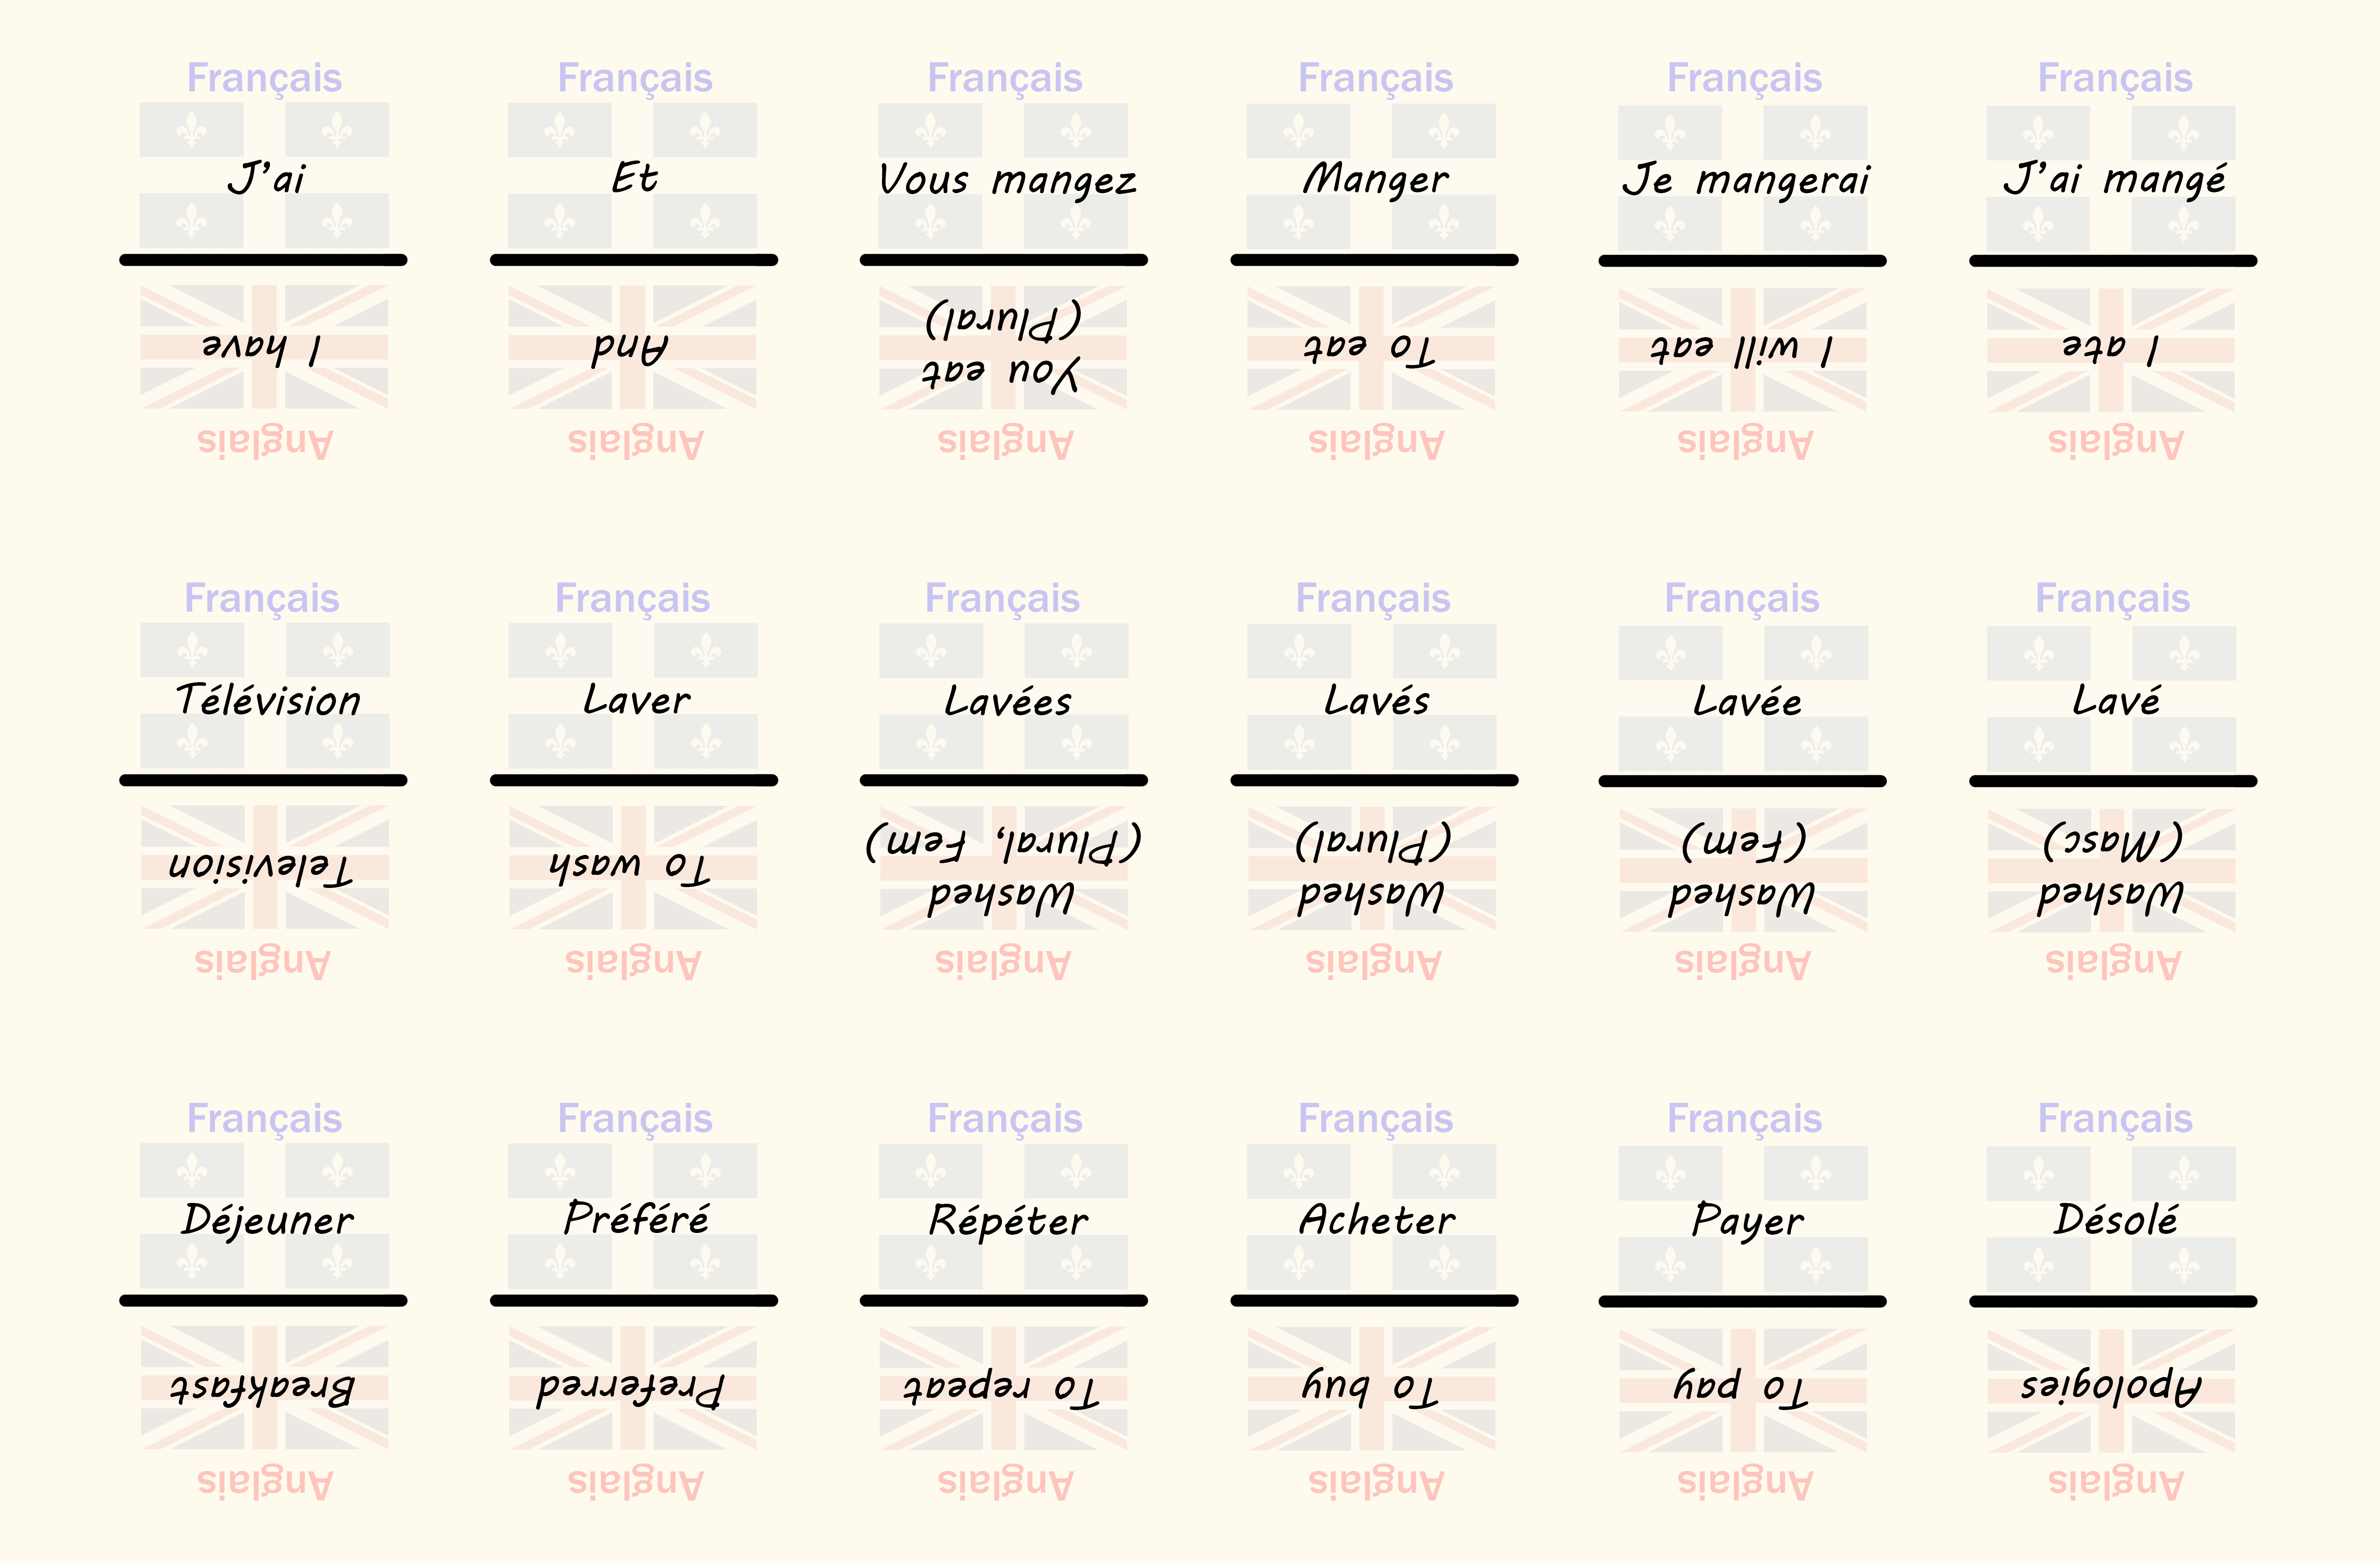 Français
J'ai
I have
Anglais
Français
Et
And
Anglais
Français
Vous mangez
You eat
(Plural)
Anglais
Français
Manger
To eat
Anglais
Français
Je mangerai
I will eat
Anglais
Français
J'ai mangé
I ate
Anglais
Français
Télévision
Television
Anglais
Français
Laver
To wash
Anglais
Français
Lavées
Washed
(Plural, Fem)
Anglais
Français
Lavés
Washed
(Plural)
Anglais
Français
Lavée
Washed
(Fem)
Anglais
Français
Lavé
Washed
(Masc)
Anglais
Français
Déjeuner
Breakfast
Anglais
Français
Préféré
Preferred
Anglais
Français
Répéter
To repeat
Anglais
Français
Acheter
To buy
Anglais
Français
Payer
To pay
Anglais
Français
Désolé
Apologies
Anglais